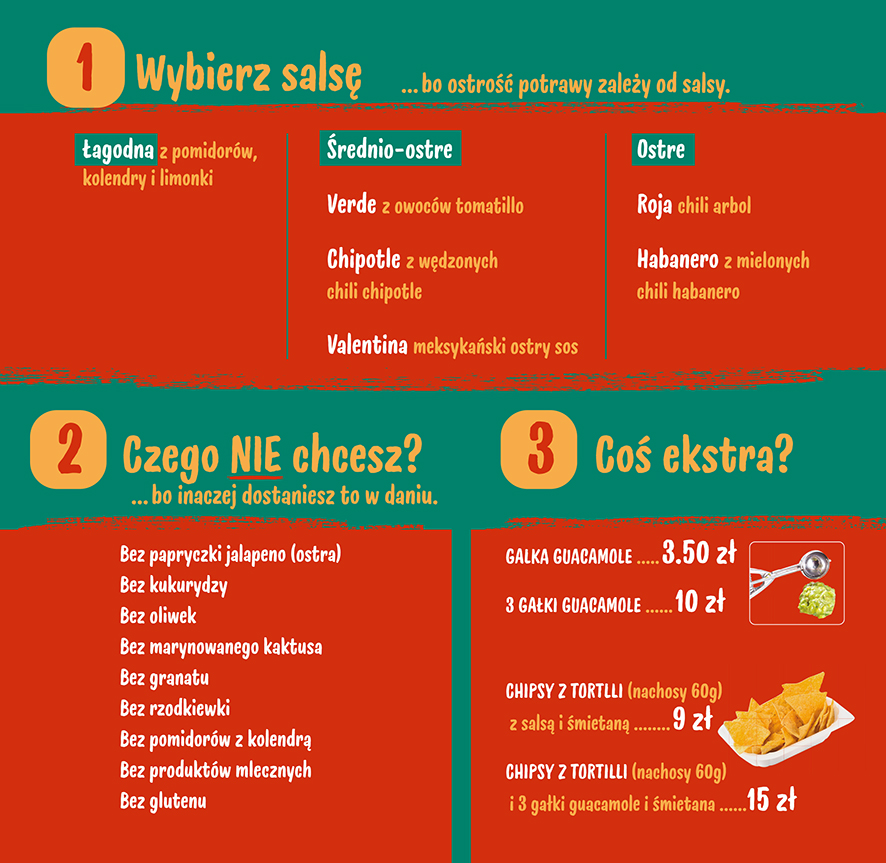 1 Wybierz salsę ...bo ostrość potrawy zależy od salsy.
Łagodna z pomidorów,
kolendry i limonki
Średnio-ostre
Verde z owoców tomatillo
Chipotle z wędzonych
chili chipotle
Valentina meksykański ostry sos
Ostre
Roja chili arbol
Habanero z mielonych
chili habanero
2 Czego NIE chcesz?
...bo inaczej dostaniesz to w daniu.
Bez papryczki jalapeno (ostra)
Bez kukurydzy
Bez oliwek
Bez marynowanego kaktusa
Bez granatu
Bez rzodkiewki
Bez pomidorów z kolendrą
Bez produktów mlecznych
Bez glutenu
3 Coś ekstra?
GALKA GUACAMOLE ..... 3.50 zł
3 GAŁKI GUACAMOLE ...... 10 zł
CHIPSY Z TORTLLI (nachosy 60g)
z salsą i śmietaną ........ 9 zł
CHIPSY Z TORTILLI (nachosy 60g)
i 3 gałki guacamole i śmietana ......15 zł